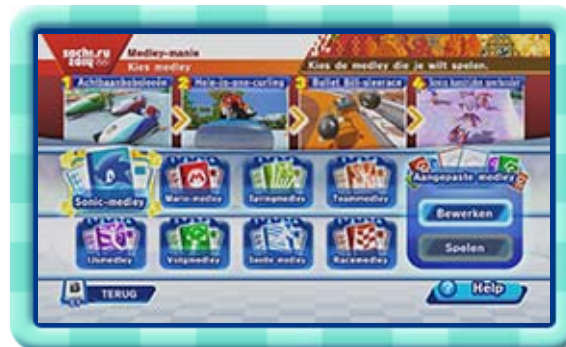 sochi.ru
2014
Medley-manie
Kies medley
Kies de medley die je wilt spelen.
1 Achtbaanbobsleeën
2 Hole-in-one-curling
3 Bullet Bill-sleerace
4
Sonic-medley
Mario-medley
Springmedley
Teammedley
Aangepaste medley
Bewerken
IJsmedley
Volgmedley
Snelle medley
Racemedley
Spelen
TERUG
? Help